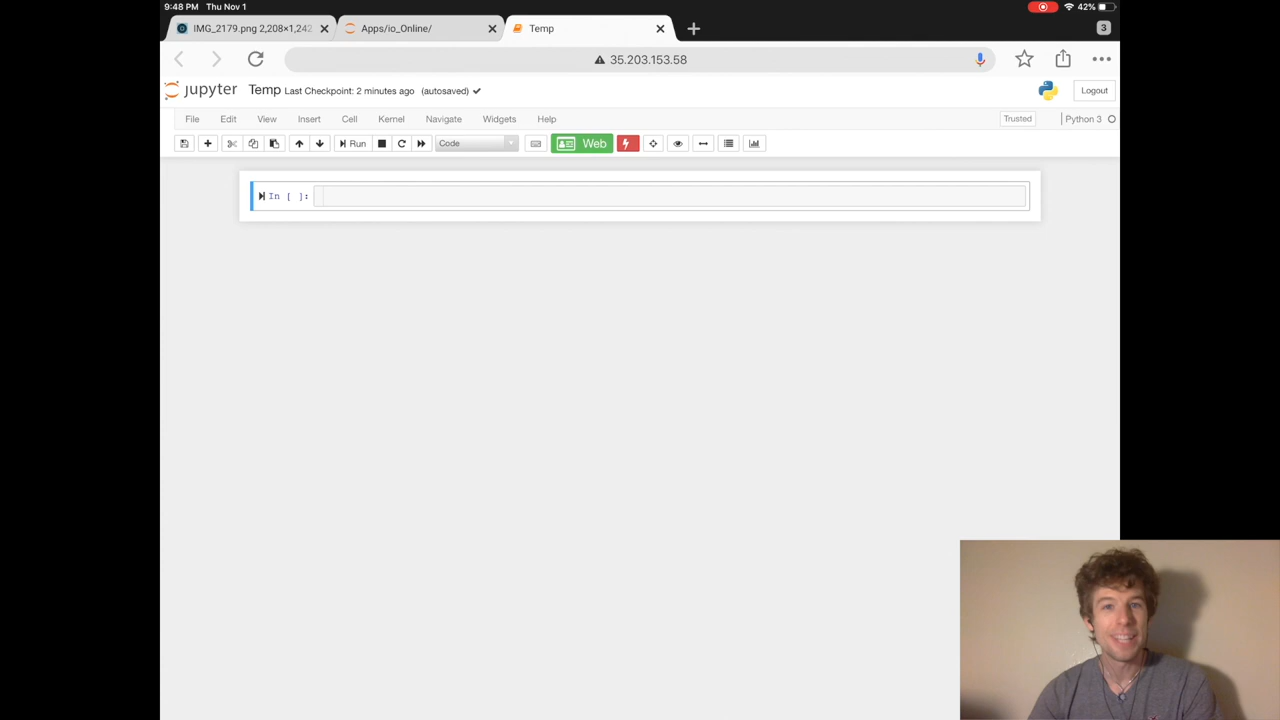 9:48 PM Thu Nov 1 42%
IMG_2179.png 2,208×1,242 Apps/io_Online/ Temp 3
35.203.153.58
jupyter Temp Last Checkpoint: 2 minutes ago (autosaved) Logout
File Edit View Insert Cell Kernel Navigate Widgets Help Trusted Python 3
Run Code Web
In [ ]: